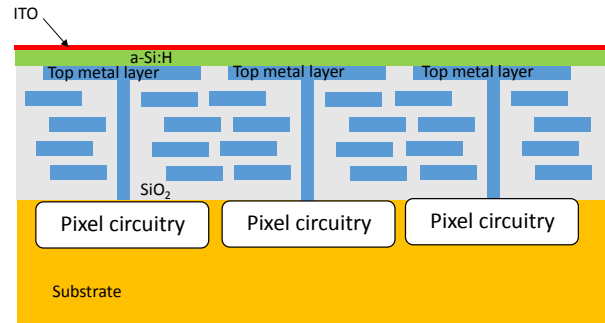 ITO
a-Si:H
Top metal layer Top metal layer Top metal layer
SiO₂
Pixel circuitry Pixel circuitry Pixel circuitry
Substrate